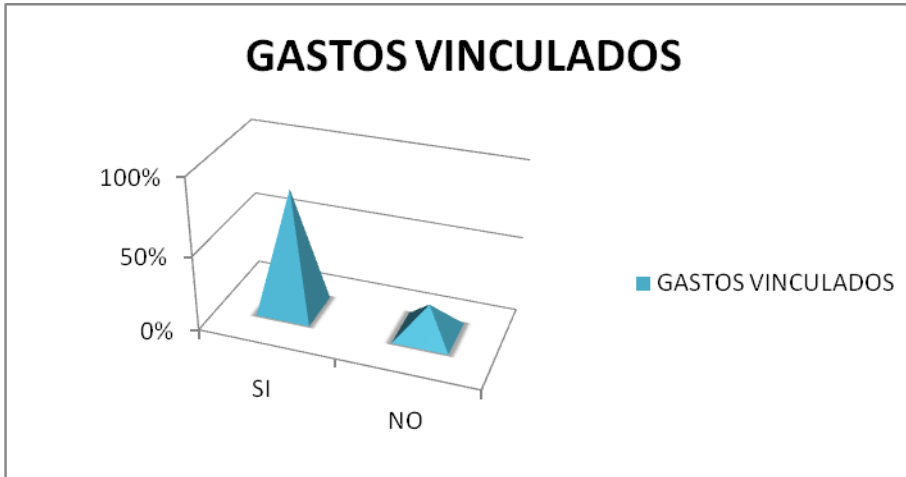 GASTOS VINCULADOS
100%
50%
0%
SI
NO
GASTOS VINCULADOS